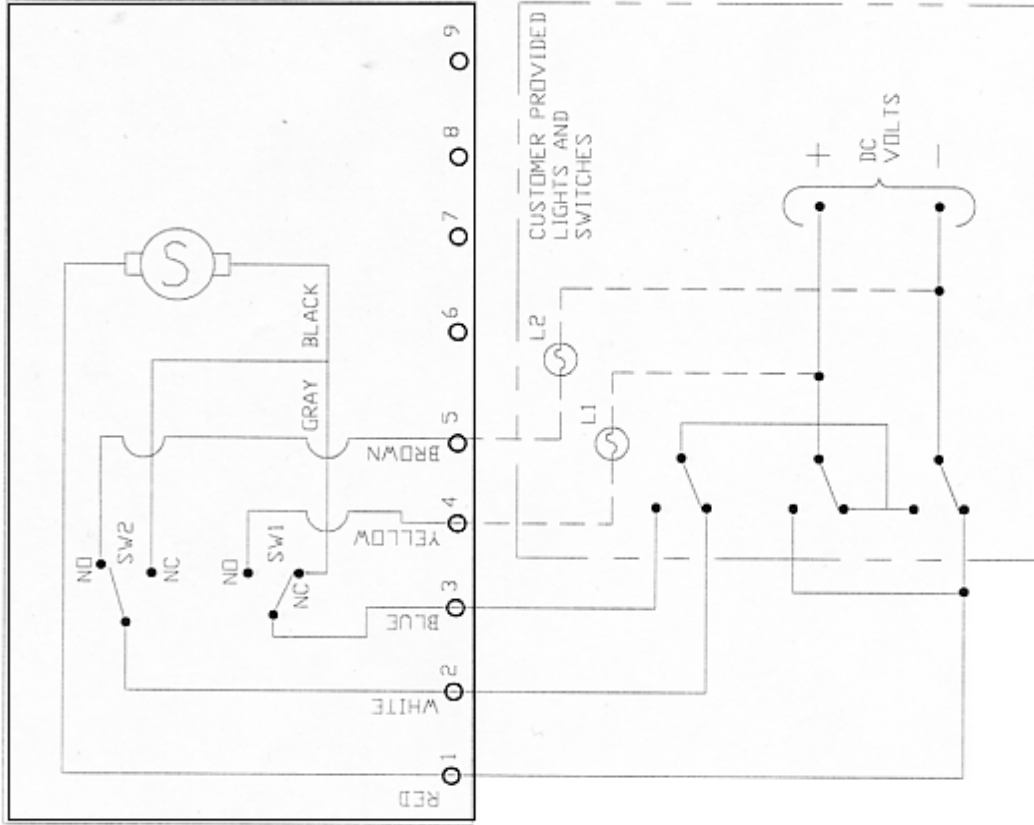 CUSTOMER PROVIDED
LIGHTS AND
SWITCHES
+
DC
VOLTS
-
L2
L1
S
BLACK
GRAY
9
8
7
6
5
BROWN
4
YELLOW
3
BLUE
2
WHITE
1
RED
NO
SW2
NC
NO
SW1
NC